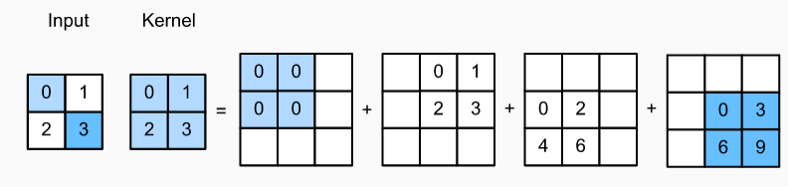 Input Kernel
0 1 0 1 = 0 0 + 0 1 + + 0 3
2 3 2 3 0 0 2 3 0 2 6 9
4 6